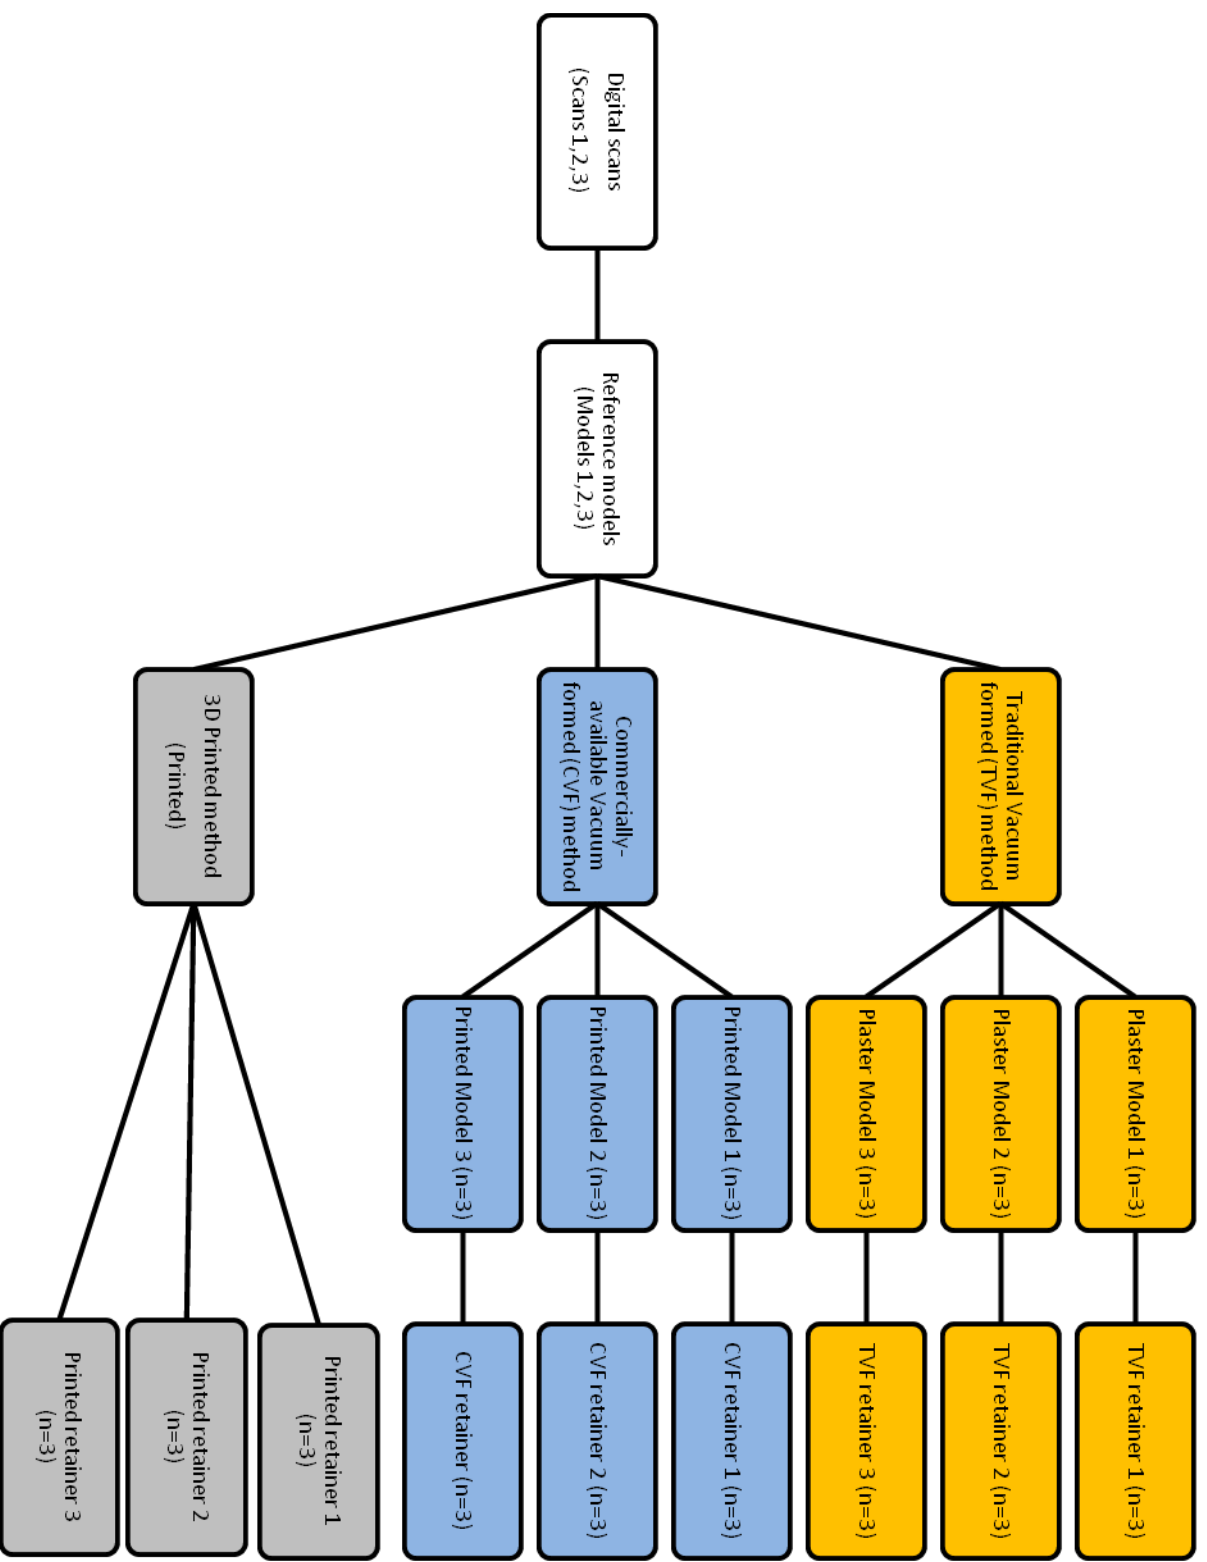 Digital scans
(Scans 1,2,3)
Reference models
(Models 1,2,3)
Traditional Vacuum
formed (TVF) method
Commercially-
available Vacuum
formed (CVF) method
3D Printed method
(Printed)
Plaster Model 1 (n=3)
Plaster Model 2 (n=3)
Plaster Model 3 (n=3)
Printed Model 1 (n=3)
Printed Model 2 (n=3)
Printed Model 3 (n=3)
TVF retainer 1 (n=3)
TVF retainer 2 (n=3)
TVF retainer 3 (n=3)
CVF retainer 1 (n=3)
CVF retainer 2 (n=3)
CVF retainer (n=3)
Printed retainer 1
(n=3)
Printed retainer 2
(n=3)
Printed retainer 3
(n=3)